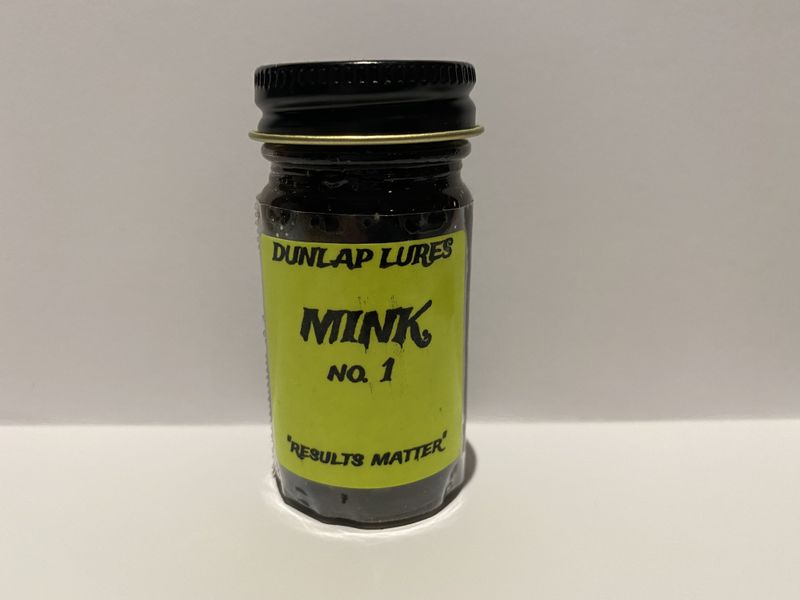 DUNLAP LURES
MINK
NO. 1
"RESULTS MATTER"